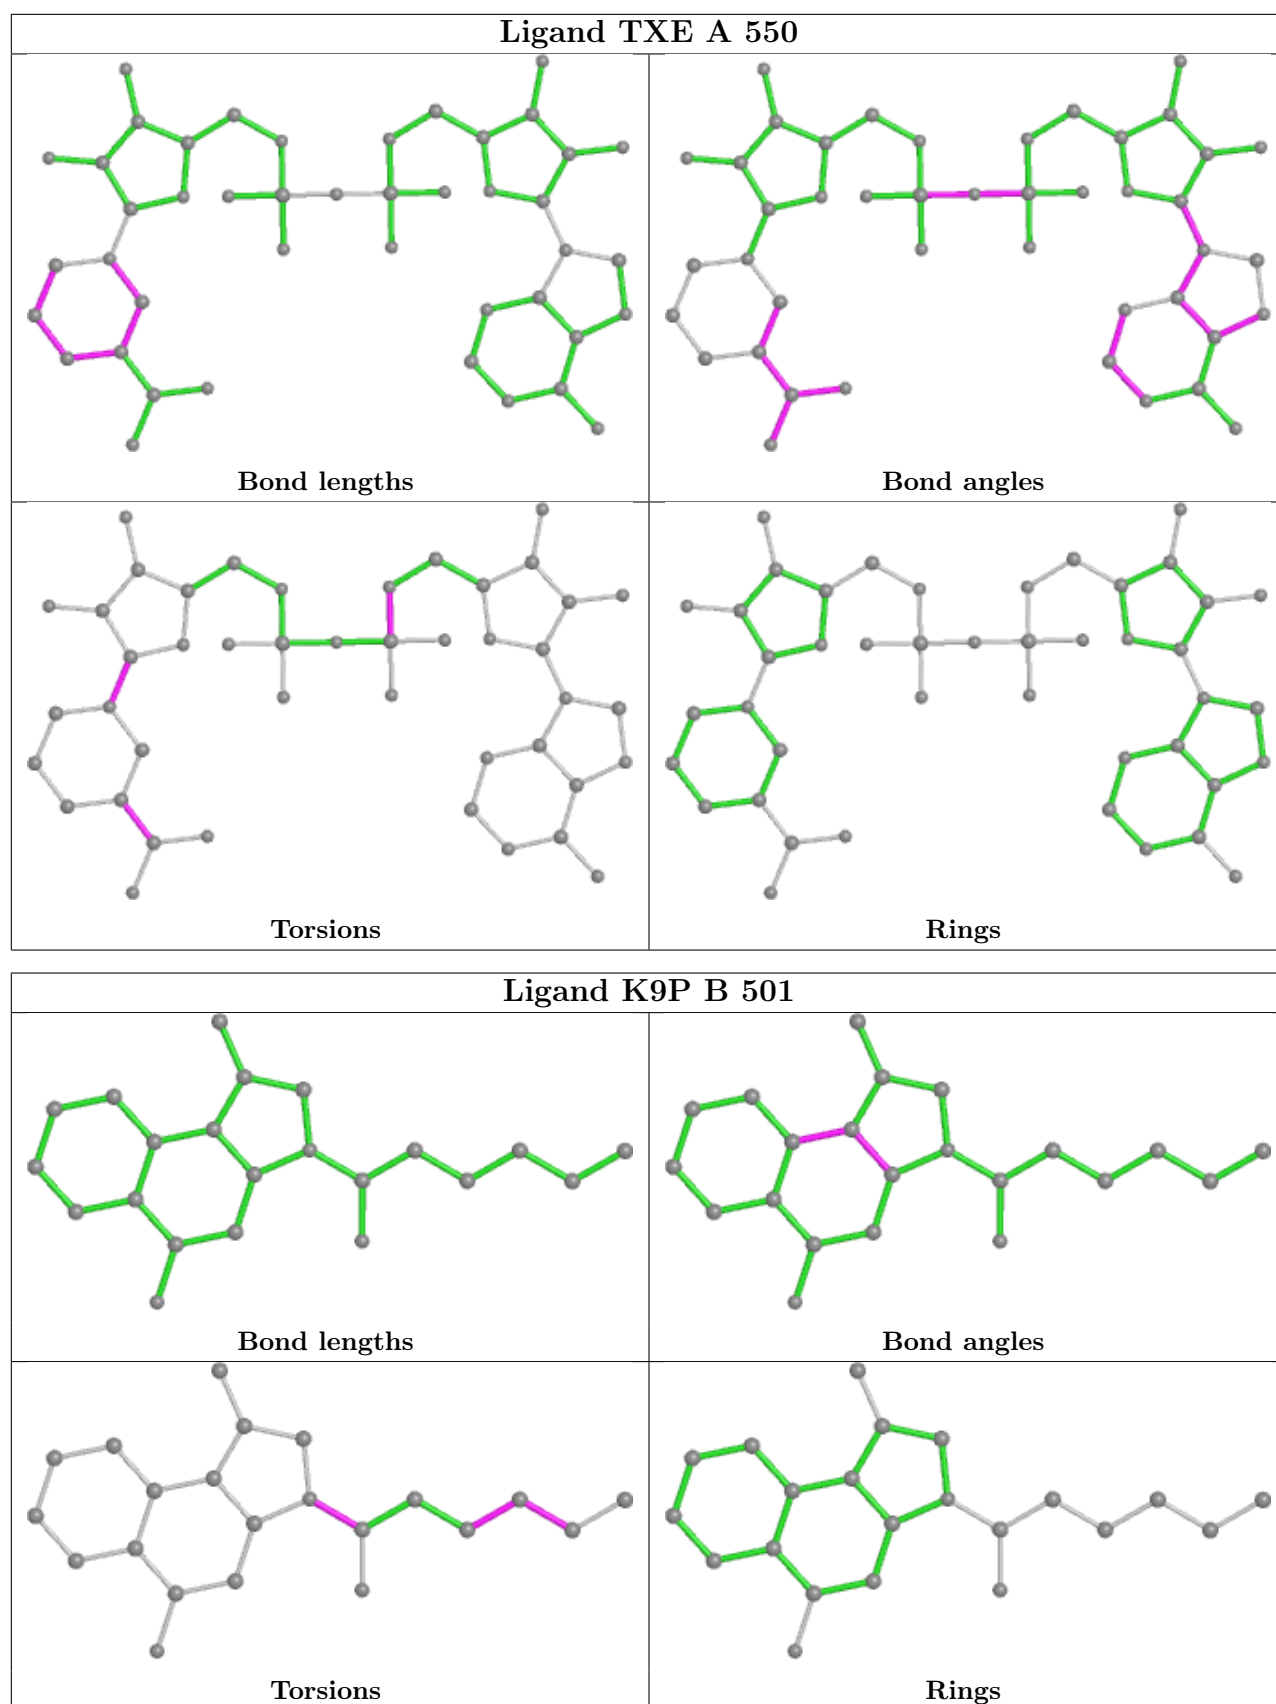 Ligand TXE A 550
Bond lengths
Bond angles
Torsions
Rings
Ligand K9P B 501
Bond lengths
Bond angles
Torsions
Rings